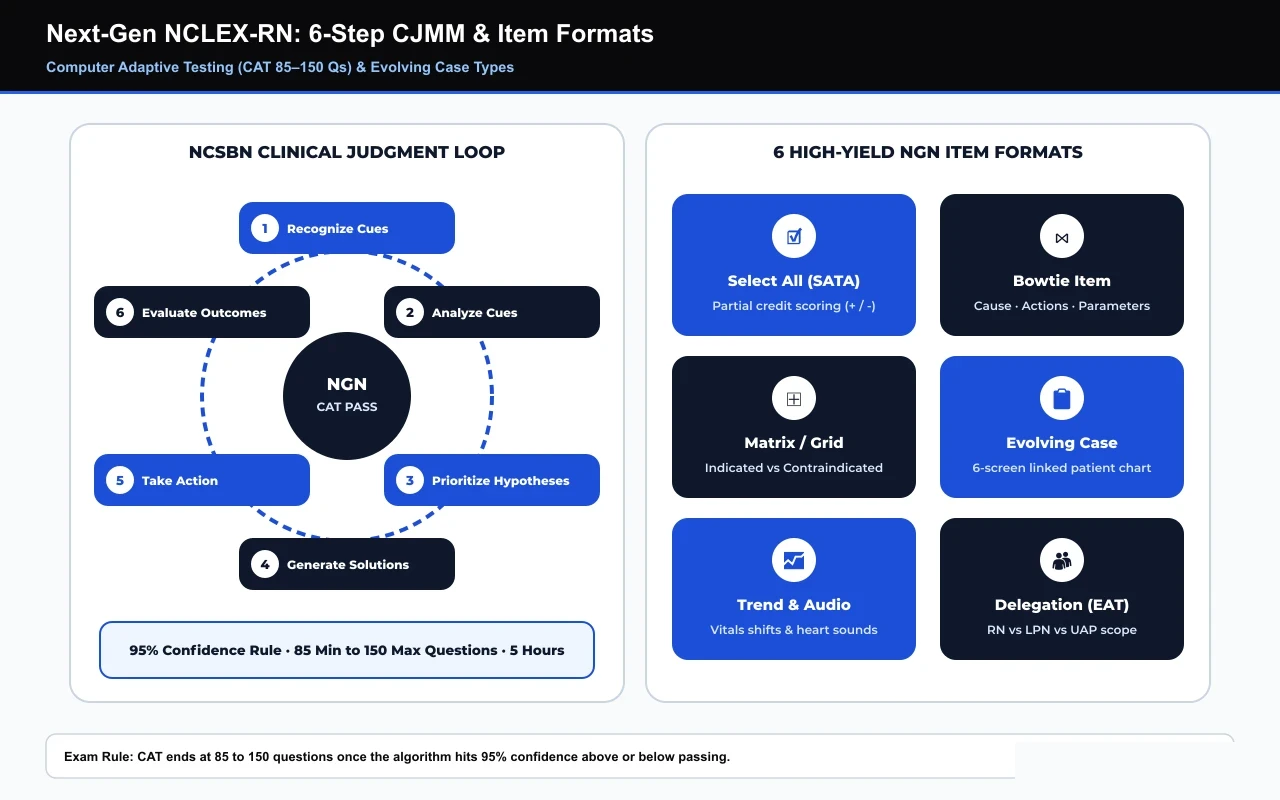 Next-Gen NCLEX-RN: 6-Step CJMM & Item Formats
Computer Adaptive Testing (CAT 85–150 Qs) & Evolving Case Types
NCSBN CLINICAL JUDGMENT LOOP
1 Recognize Cues
6 Evaluate Outcomes
2 Analyze Cues
NGN
CAT PASS
5 Take Action
3 Prioritize Hypotheses
4 Generate Solutions
95% Confidence Rule · 85 Min to 150 Max Questions · 5 Hours
6 HIGH-YIELD NGN ITEM FORMATS
Select All (SATA)
Partial credit scoring (+ / -)
Bowtie Item
Cause · Actions · Parameters
Matrix / Grid
Indicated vs Contraindicated
Evolving Case
6-screen linked patient chart
Trend & Audio
Vitals shifts & heart sounds
Delegation (EAT)
RN vs LPN vs UAP scope
Exam Rule: CAT ends at 85 to 150 questions once the algorithm hits 95% confidence above or below passing.